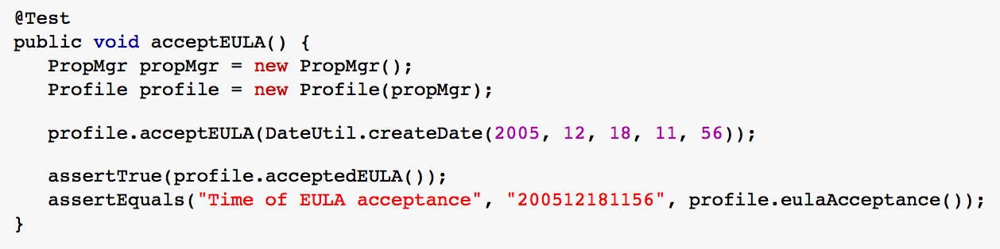 @Test
public void acceptEULA() {
PropMgr propMgr = new PropMgr();
Profile profile = new Profile(propMgr);
profile.acceptEULA(DateUtil.createDate(2005, 12, 18, 11, 56));
assertTrue(profile.acceptedEULA());
assertEquals("Time of EULA acceptance", "200512181156", profile.eulaAcceptance());
}